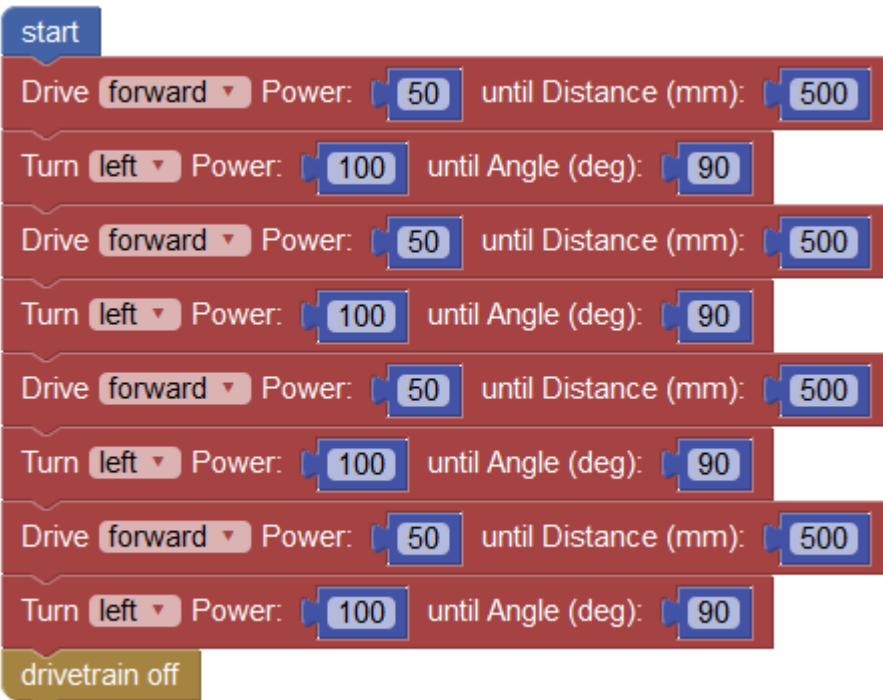 start
Drive forward Power: 50 until Distance (mm): 500
Turn left Power: 100 until Angle (deg): 90
Drive forward Power: 50 until Distance (mm): 500
Turn left Power: 100 until Angle (deg): 90
Drive forward Power: 50 until Distance (mm): 500
Turn left Power: 100 until Angle (deg): 90
Drive forward Power: 50 until Distance (mm): 500
Turn left Power: 100 until Angle (deg): 90
drivetrain off